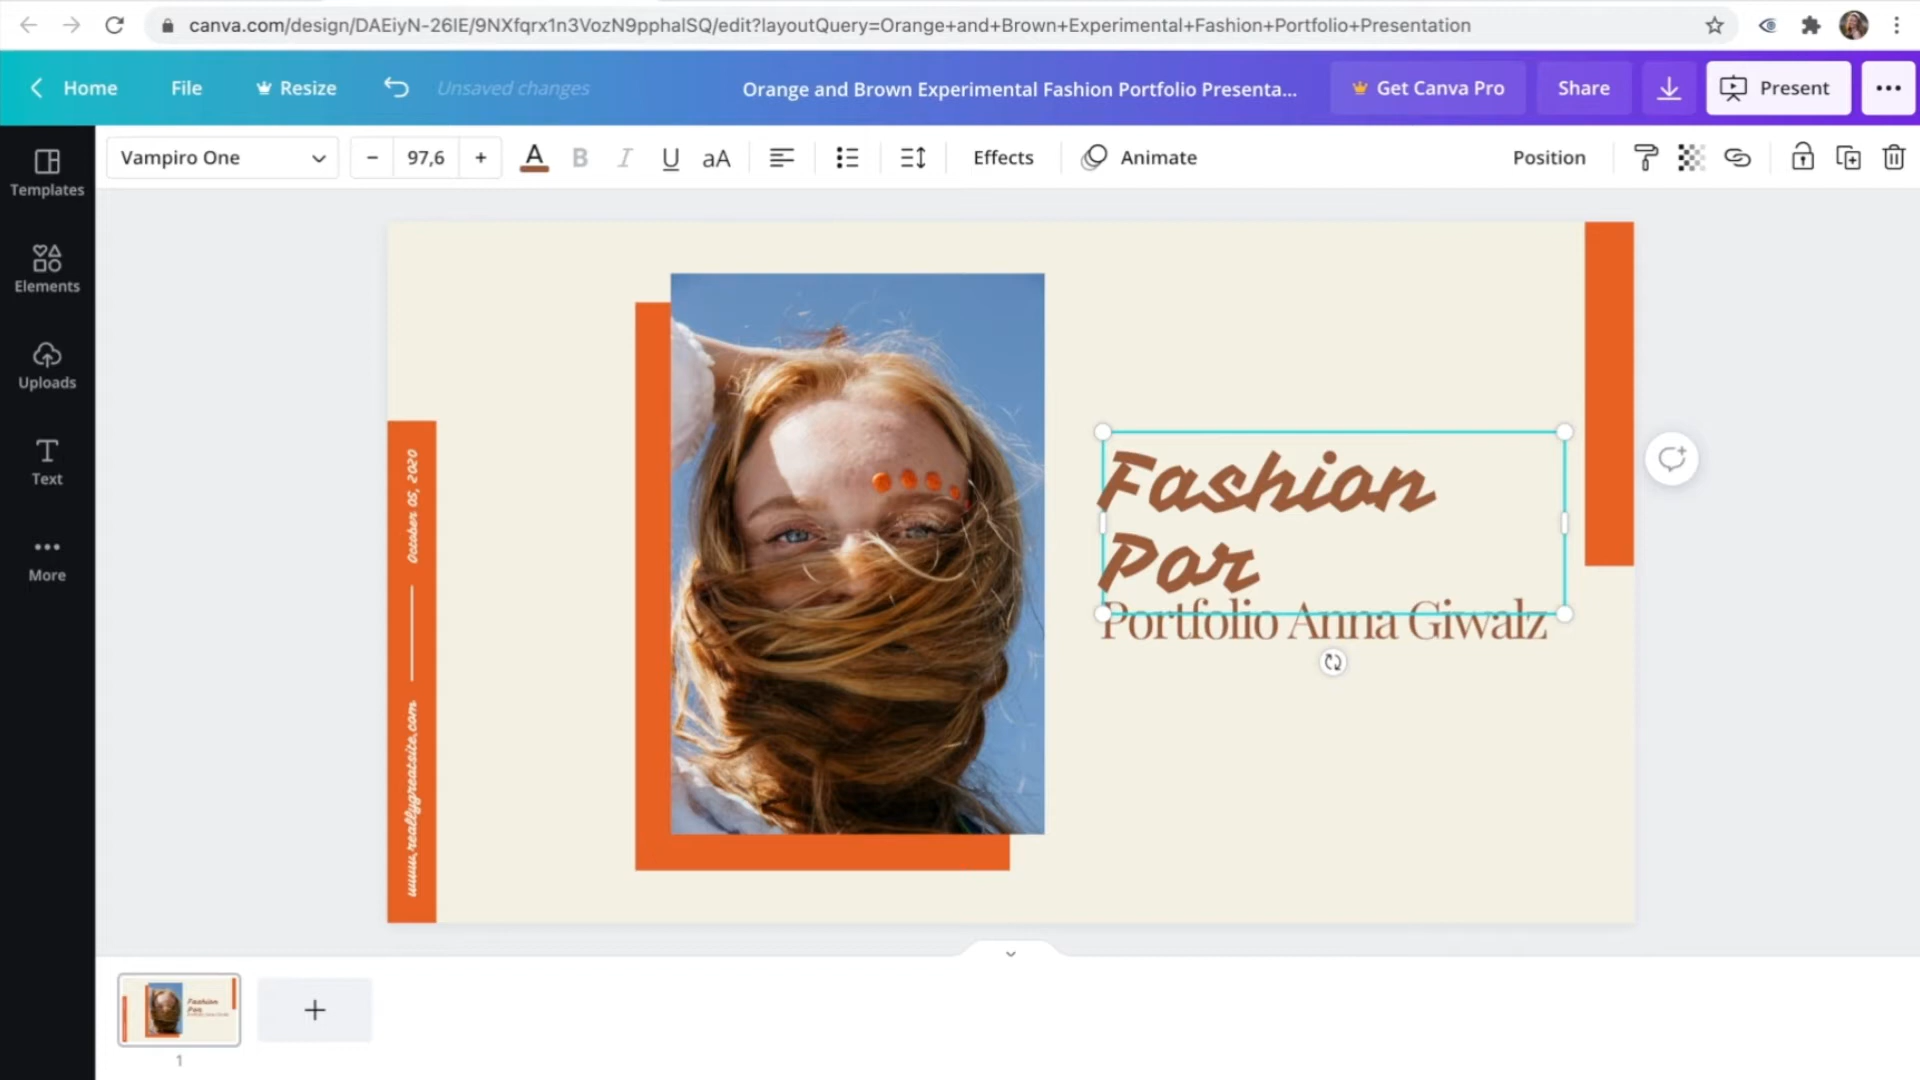 canva.com/design/DAEiyN-26IE/9NXfqrx1n3VozN9pphalSQ/edit?layoutQuery=Orange+and+Brown+Experimental+Fashion+Portfolio+Presentation
Home File Resize Unsaved changes Orange and Brown Experimental Fashion Portfolio Presenta... Get Canva Pro Share Present
Vampiro One 97,6 A B I U aA Effects Animate Position
Templates
Elements
Uploads
Text
More
October 05, 2020
www.reallygreatsite.com
Fashion
Por
Portfolio Anna Giwalz
Fashion
Por
1